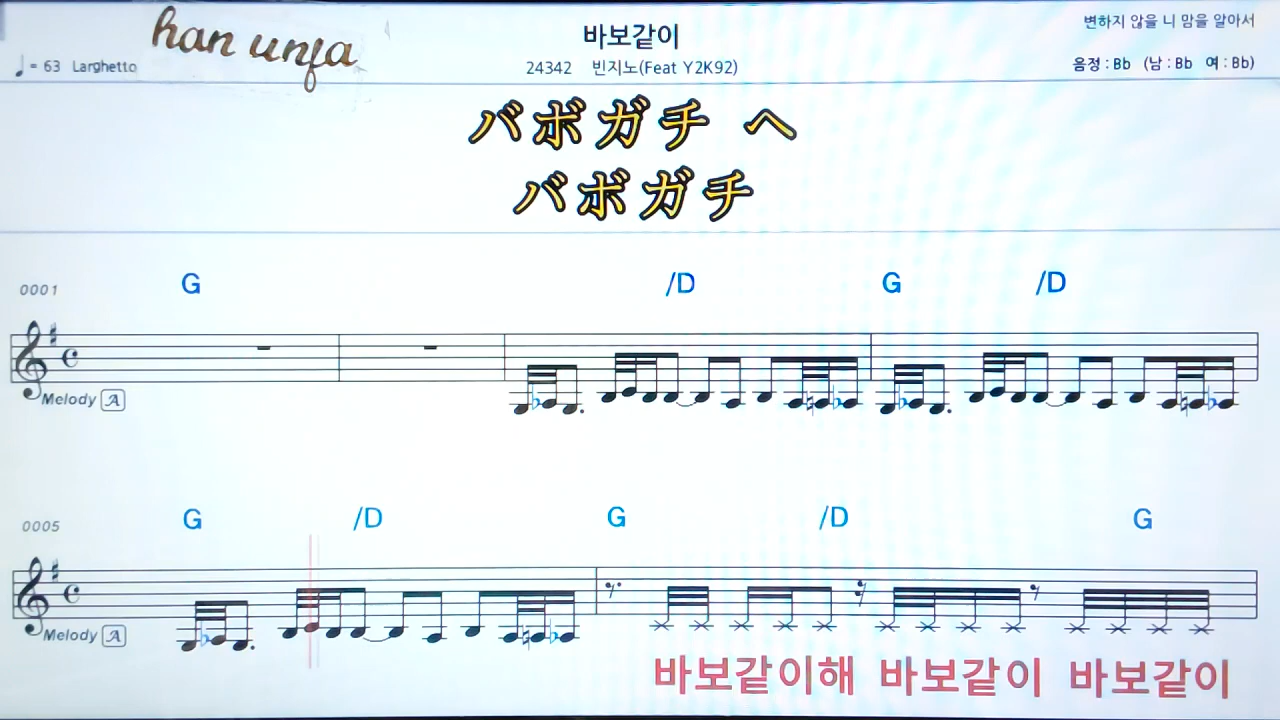 han unfa
바보같이
변하지 않을 니 맘을 알아서
♩= 63 Larghetto
24342 빈지노(Feat Y2K92)
음정 : Bb (남 : Bb 여 : Bb)
バボガチ ヘ
バボガチ
0001 G /D G /D
Melody A
0005 G /D G /D G
Melody A
바보같이해 바보같이 바보같이